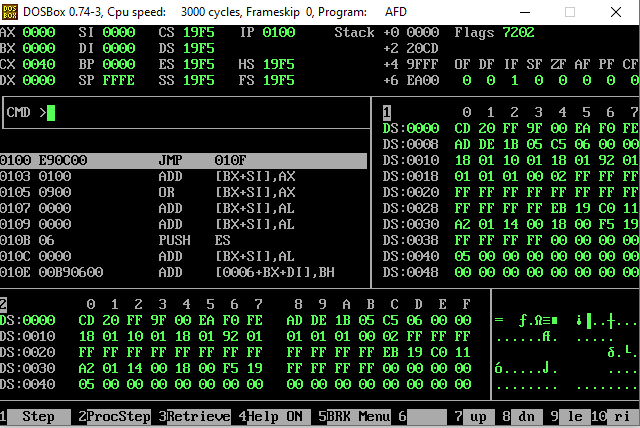 DOSBox 0.74-3, Cpu speed: 3000 cycles, Frameskip 0, Program: AFD
AX 0000 SI 0000 CS 19F5 IP 0100 Stack +0 0000 Flags 7202
BX 0000 DI 0000 DS 19F5 +2 20CD
CX 0040 BP 0000 ES 19F5 HS 19F5 +4 9FFF OF DF IF SF ZF AF PF CF
DX 0000 SP FFFE SS 19F5 FS 19F5 +6 EA00 0 0 1 0 0 0 0 0
CMD >
1 0 1 2 3 4 5 6 7
DS:0000 CD 20 FF 9F 00 EA F0 FE
DS:0008 AD DE 1B 05 C5 06 00 00
0100 E90C00 JMP 010F DS:0010 18 01 10 01 18 01 92 01
0103 0100 ADD [BX+SI],AX DS:0018 01 01 01 00 02 FF FF FF
0105 0900 OR [BX+SI],AX DS:0020 FF FF FF FF FF FF FF FF
0107 0000 ADD [BX+SI],AL DS:0028 FF FF FF FF EB 19 C0 11
0109 0000 ADD [BX+SI],AL DS:0030 A2 01 14 00 18 00 F5 19
010B 06 PUSH ES DS:0038 FF FF FF FF 00 00 00 00
010C 0000 ADD [BX+SI],AL DS:0040 05 00 00 00 00 00 00 00
010E 00B90600 ADD [0006+BX+DI],BH DS:0048 00 00 00 00 00 00 00 00
2 0 1 2 3 4 5 6 7 8 9 A B C D E F
DS:0000 CD 20 FF 9F 00 EA F0 FE AD DE 1B 05 C5 06 00 00 = ƒ.Ω≡■ ¡▐..┼.
DS:0010 18 01 10 01 18 01 92 01 01 01 01 00 02 FF FF FF ......Æ. .....
DS:0020 FF FF FF FF FF FF FF FF FF FF FF FF EB 19 C0 11 δ.└.
DS:0030 A2 01 14 00 18 00 F5 19 FF FF FF FF 00 00 00 00 ó.....⌡. ....
DS:0040 05 00 00 00 00 00 00 00 00 00 00 00 00 00 00 00 ........ ........
1 Step 2ProcStep 3Retrieve 4Help ON 5BRK Menu 6 7 up 8 dn 9 le 10 ri